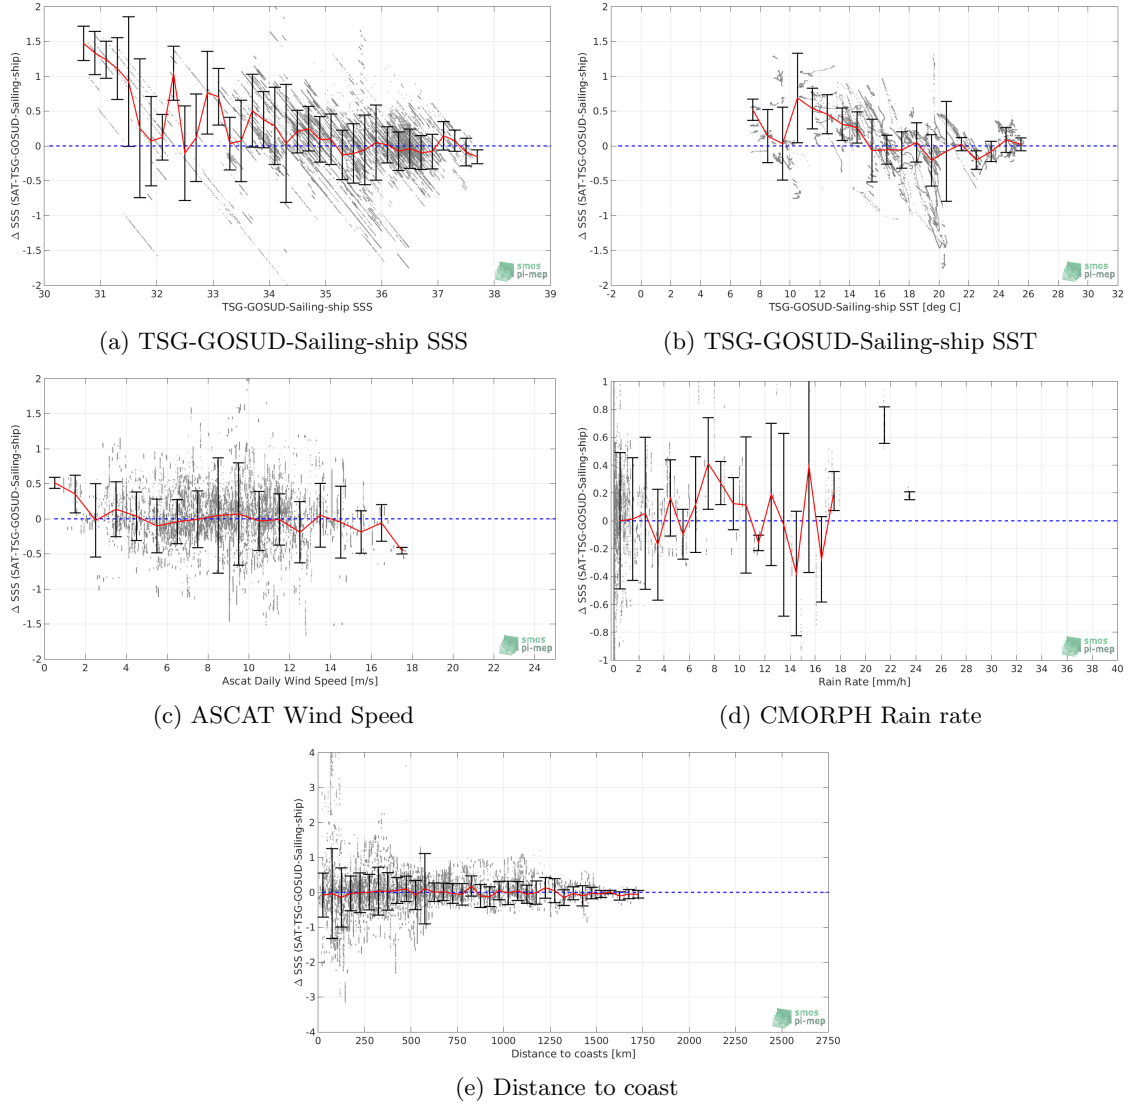 2
1.5
1
0.5
0
-0.5
-1
-1.5
-2
Δ SSS (SAT-TSG-GOSUD-Sailing-ship)
30 31 32 33 34 35 36 37 38 39
TSG-GOSUD-Sailing-ship SSS
smos
pi-mep
(a) TSG-GOSUD-Sailing-ship SSS
2
1.5
1
0.5
0
-0.5
-1
-1.5
-2
Δ SSS (SAT-TSG-GOSUD-Sailing-ship)
-2 0 2 4 6 8 10 12 14 16 18 20 22 24 26 28 30 32
TSG-GOSUD-Sailing-ship SST [deg C]
smos
pi-mep
(b) TSG-GOSUD-Sailing-ship SST
2
1.5
1
0.5
0
-0.5
-1
-1.5
-2
Δ SSS (SAT-TSG-GOSUD-Sailing-ship)
0 2 4 6 8 10 12 14 16 18 20 22 24
Ascat Daily Wind Speed [m/s]
smos
pi-mep
(c) ASCAT Wind Speed
1
0.8
0.6
0.4
0.2
0
-0.2
-0.4
-0.6
-0.8
-1
Δ SSS (SAT-TSG-GOSUD-Sailing-ship)
0 2 4 6 8 10 12 14 16 18 20 22 24 26 28 30 32 34 36 38 40
Rain Rate [mm/h]
smos
pi-mep
(d) CMORPH Rain rate
4
3
2
1
0
-1
-2
-3
-4
Δ SSS (SAT-TSG-GOSUD-Sailing-ship)
0 250 500 750 1000 1250 1500 1750 2000 2250 2500 2750
Distance to coasts [km]
smos
pi-mep
(e) Distance to coast